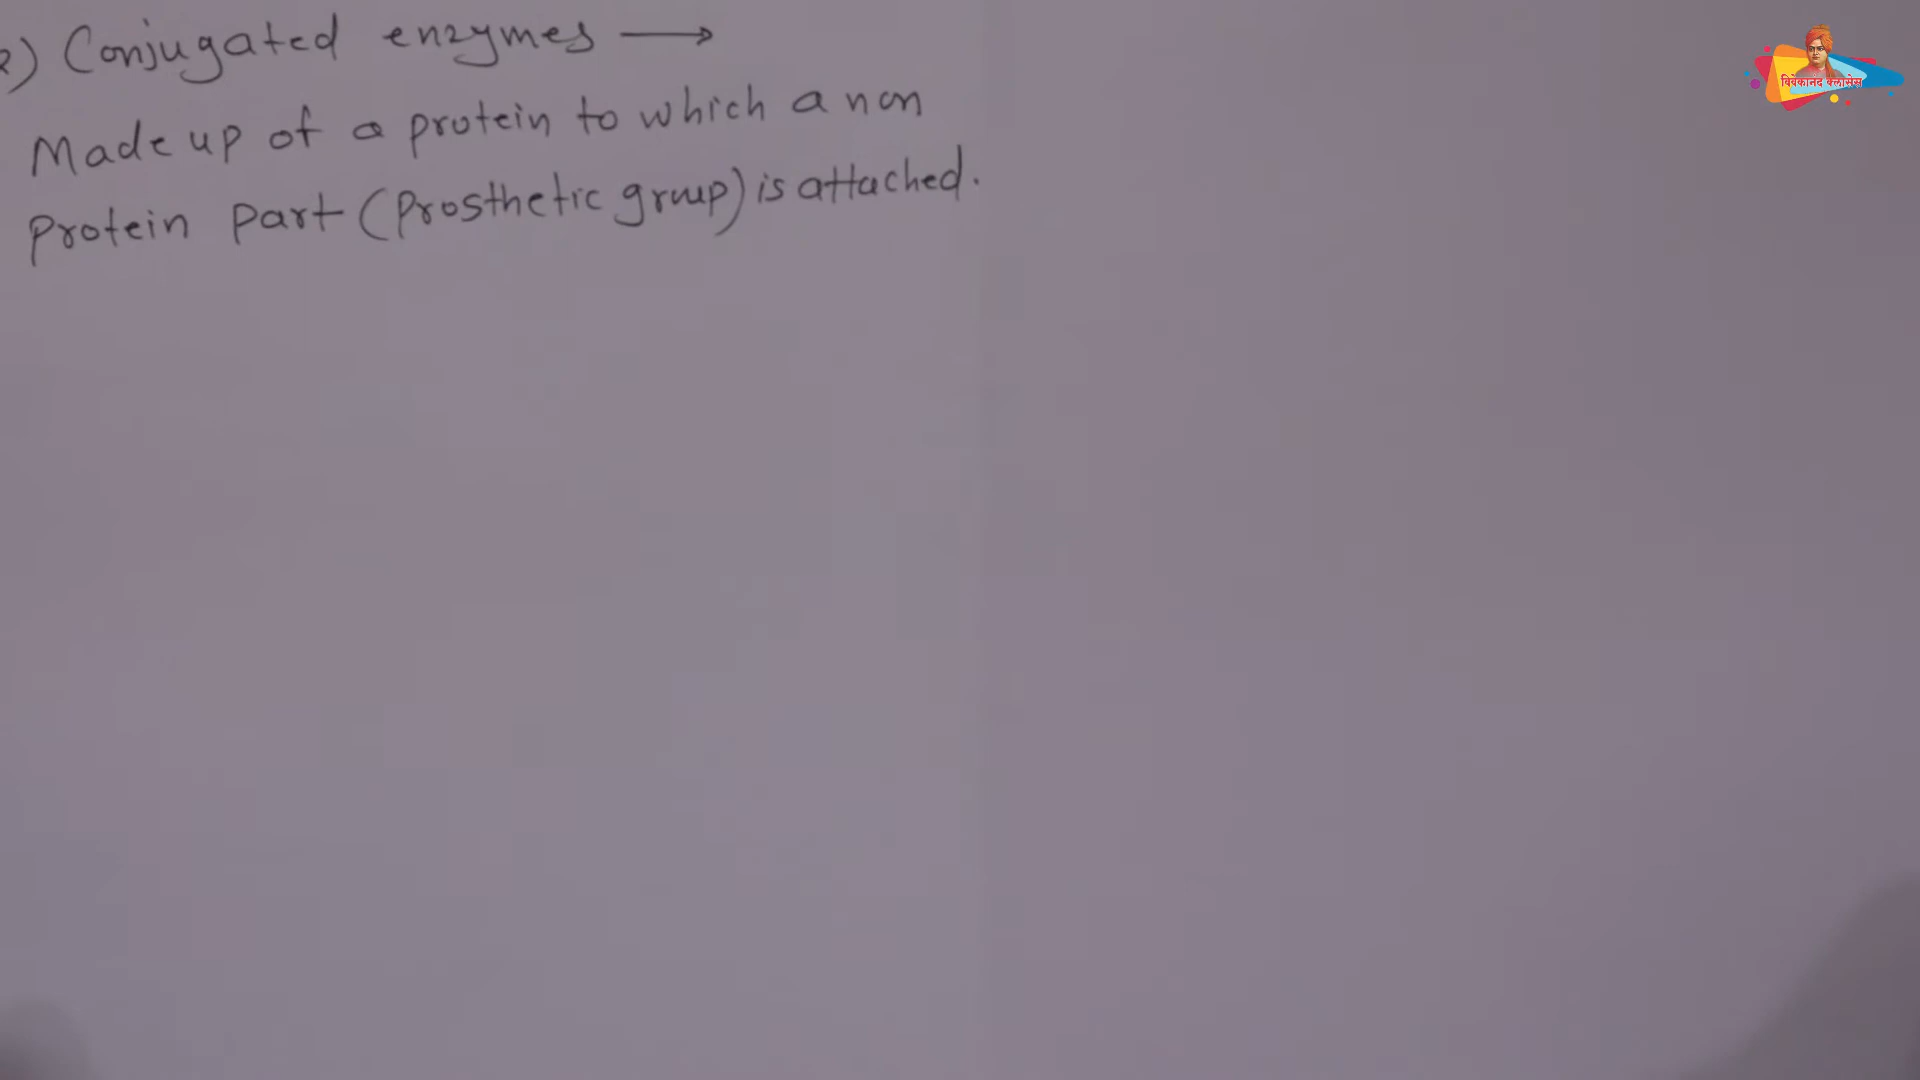 2) Conjugated enzymes →
Made up of a protein to which a non
Protein Part (Prosthetic group) is attached.
विवेकानंद क्लासेस